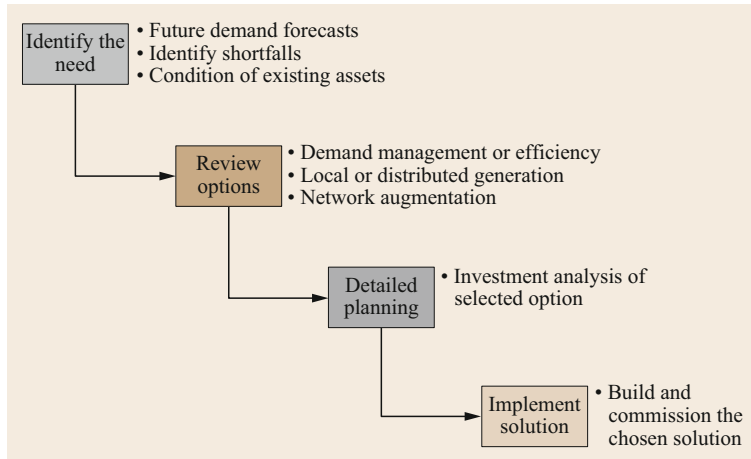 Identify the
need
• Future demand forecasts
• Identify shortfalls
• Condition of existing assets
Review
options
• Demand management or efficiency
• Local or distributed generation
• Network augmentation
Detailed
planning
• Investment analysis of
selected option
Implement
solution
• Build and
commission the
chosen solution